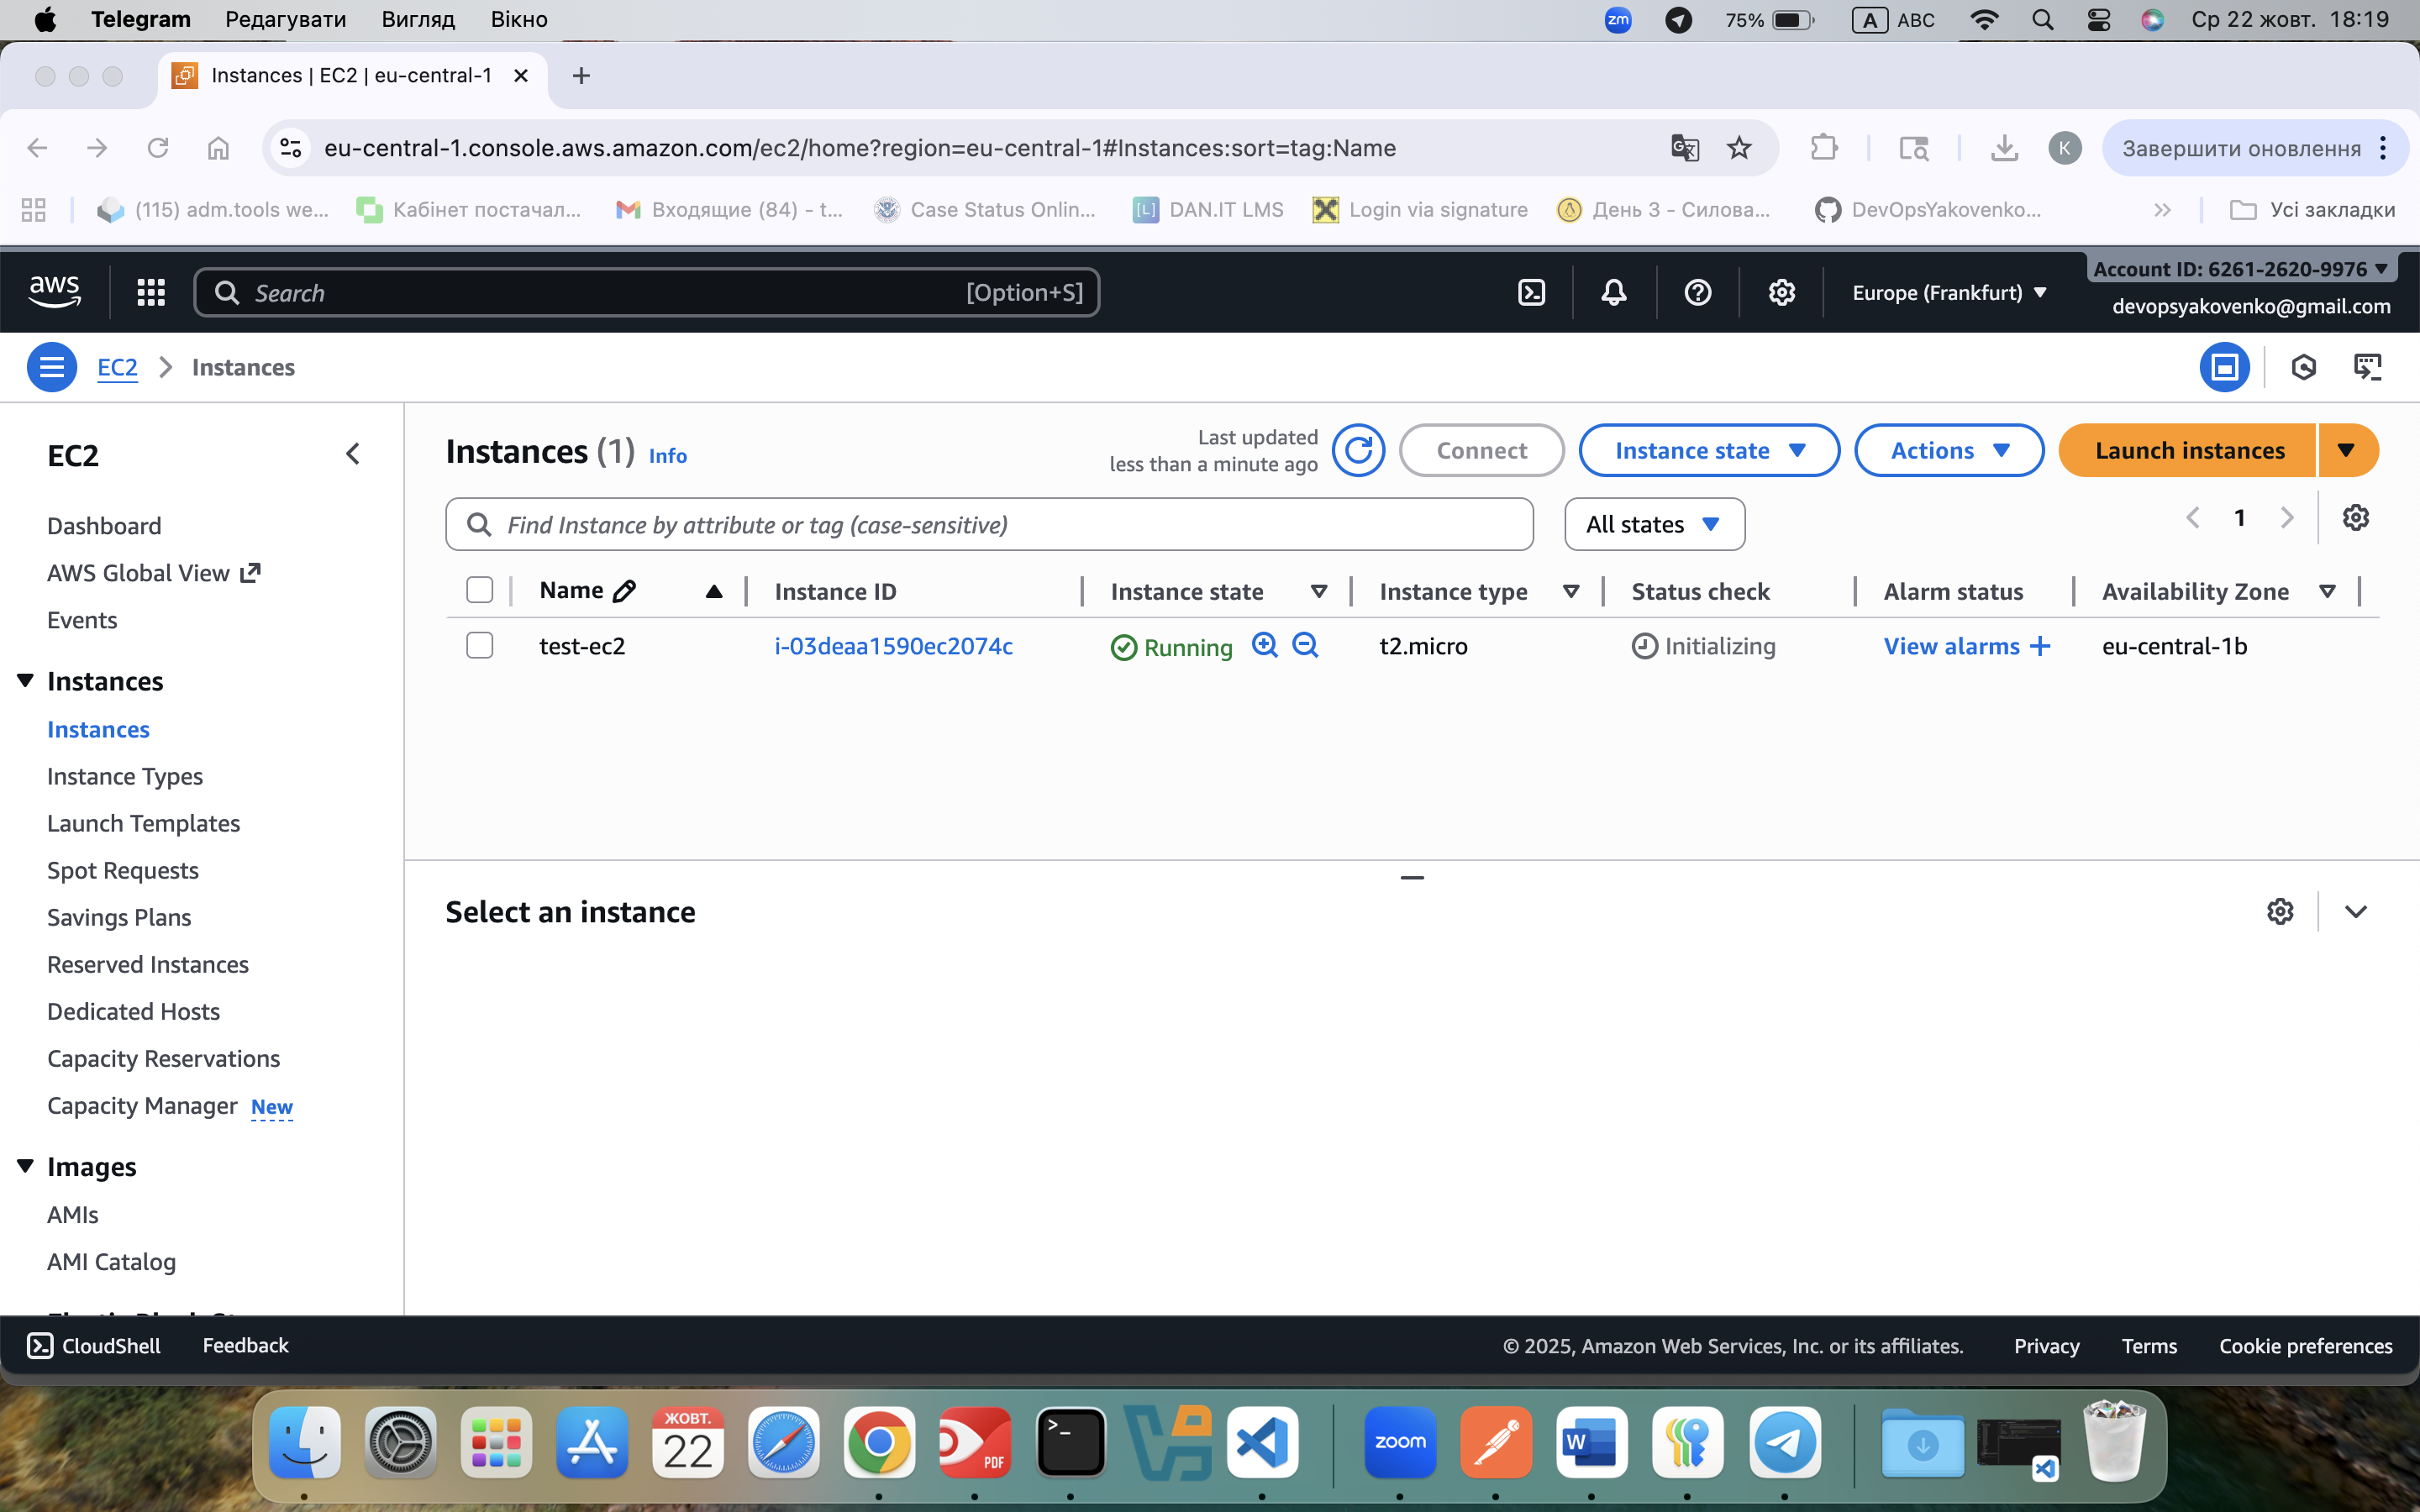 Telegram Редагувати Вигляд Вікно zm 75% A ABC Ср 22 жовт. 18:19
Instances | EC2 | eu-central-1
eu-central-1.console.aws.amazon.com/ec2/home?region=eu-central-1#Instances:sort=tag:Name K Завершити оновлення
(115) adm.tools we... Кабінет постачал... Входящие (84) - t... Case Status Onlin... [L] DAN.IT LMS Login via signature День 3 - Силова... DevOpsYakovenko... Усі закладки
aws Search [Option+S] Europe (Frankfurt) Account ID: 6261-2620-9976
devopsyakovenko@gmail.com
EC2 Instances
EC2
Dashboard
AWS Global View
Events
Instances
Instances
Instance Types
Launch Templates
Spot Requests
Savings Plans
Reserved Instances
Dedicated Hosts
Capacity Reservations
Capacity Manager New
Images
AMIs
AMI Catalog
Instances (1) Info
Last updated
less than a minute ago
Connect Instance state Actions Launch instances
Find Instance by attribute or tag (case-sensitive) All states 1
Name Instance ID Instance state Instance type Status check Alarm status Availability Zone
test-ec2 i-03deaa1590ec2074c Running t2.micro Initializing View alarms + eu-central-1b
Select an instance
CloudShell Feedback © 2025, Amazon Web Services, Inc. or its affiliates. Privacy Terms Cookie preferences
ЖОВТ.
22
PDF
zoom
W